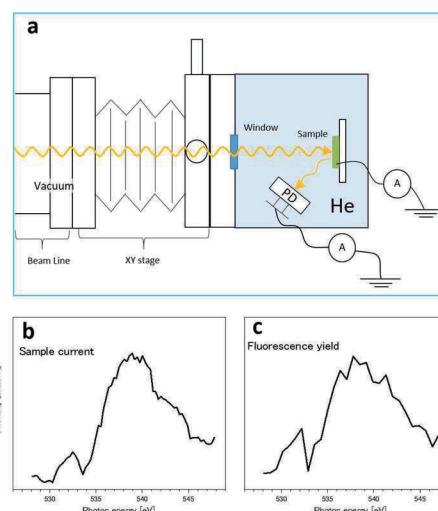 a
Window
Sample
A
Vacuum
PD
He
A
Beam Line
XY stage
b
Sample current
530
535
540
545
Photon energy [eV]
c
Fluorescence yield
530
535
540
545
Photon energy [eV]